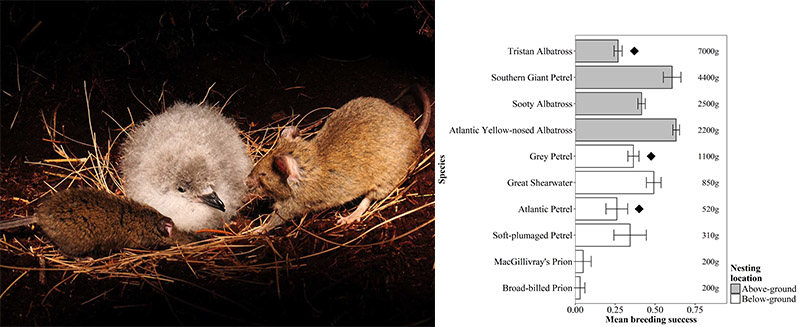 Species
Tristan Albatross 7000g
Southern Giant Petrel 4400g
Sooty Albatross 2900g
Atlantic Yellow-nosed Albatross 2200g
Grey Petrel 1100g
Great Shearwater 850g
Atlantic Petrel 520g
Soft-plumaged Petrel 310g
MacGillivray's Prion 200g
Broad-billed Prion 200g
0.00 0.25 0.50 0.75
Mean breeding success
Nesting
location
Above-ground
Below-ground